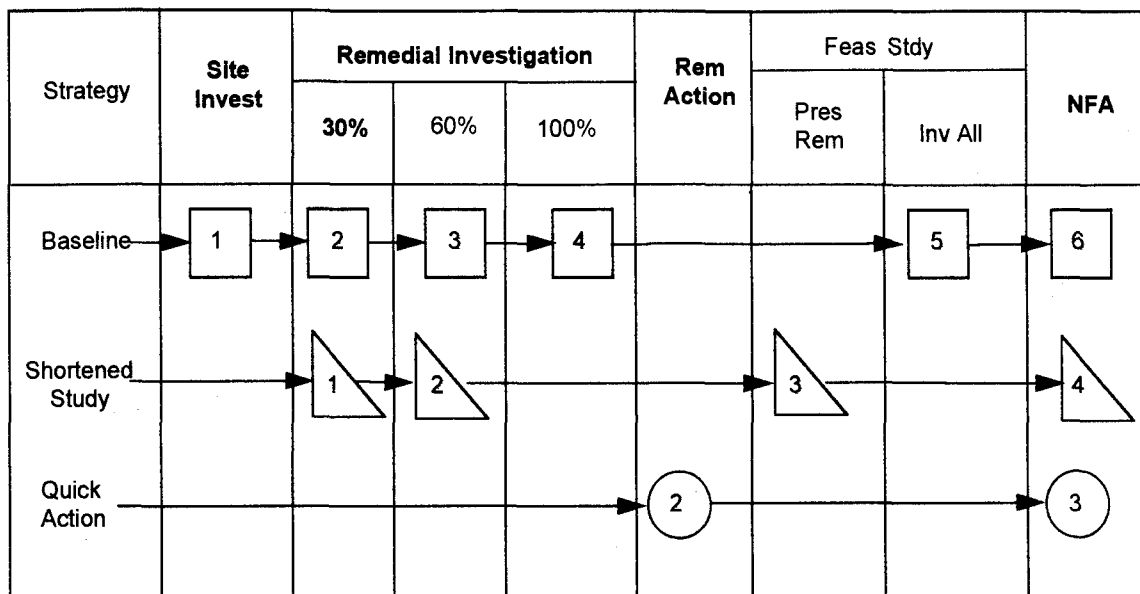 Strategy
Site
Invest
Remedial Investigation
30%
60%
100%
Rem
Action
Feas Stdy
Pres
Rem
Inv All
NFA
Baseline
1
2
3
4
5
6
Shortened
Study
1
2
3
4
Quick
Action
2
3